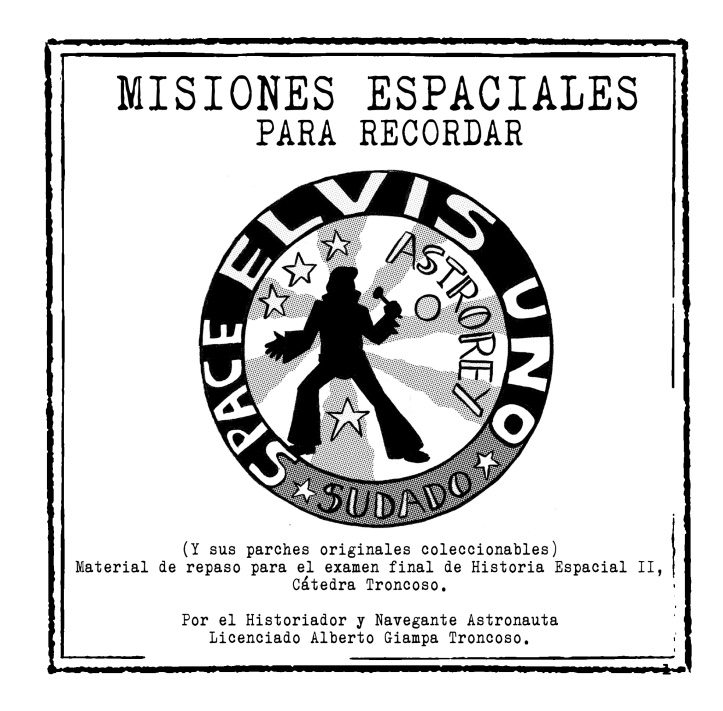 MISIONES ESPACIALES
PARA RECORDAR
SPACE ELVIS UNO
ASTROREY
SUDADO
(Y sus parches originales coleccionables)
Material de repaso para el examen final de Historia Espacial II,
Cátedra Troncoso.
Por el Historiador y Navegante Astronauta
Licenciado Alberto Giampa Troncoso.
1